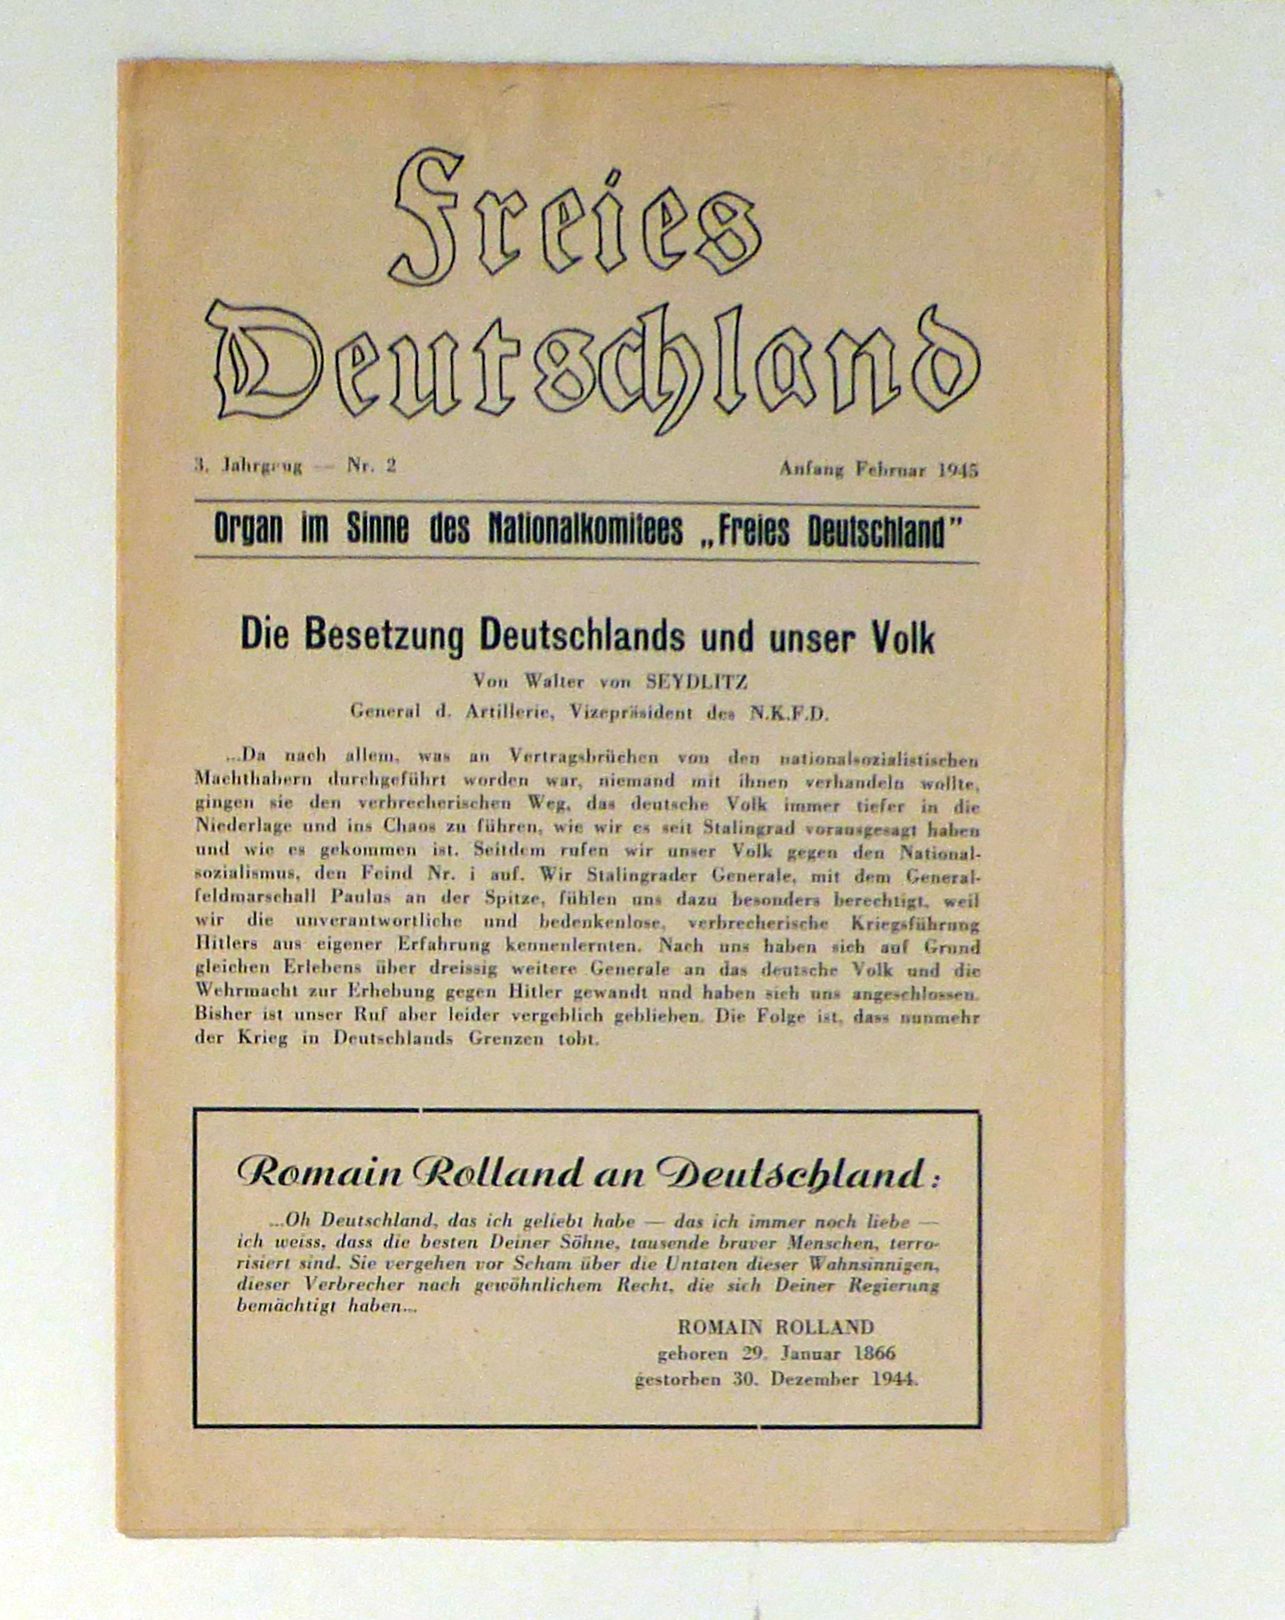 Freies
Deutschland
3. Jahrgang — Nr. 2
Anfang Februar 1945
Organ im Sinne des Nationalkomitees „Freies Deutschland”
Die Besetzung Deutschlands und unser Volk
Von Walter von SEYDLITZ
General d. Artillerie, Vizepräsident des N.K.F.D.
...Da nach allem, was an Vertragsbrüchen von den nationalsozialistischen
Machthabern durchgeführt worden war, niemand mit ihnen verhandeln wollte,
gingen sie den verbrecherischen Weg, das deutsche Volk immer tiefer in die
Niederlage und ins Chaos zu führen, wie wir es seit Stalingrad vorausgesagt haben
und wie es gekommen ist. Seitdem rufen wir unser Volk gegen den National-
sozialismus, den Feind Nr. i auf. Wir Stalingrader Generale, mit dem General-
feldmarschall Paulus an der Spitze, fühlen uns dazu besonders berechtigt, weil
wir die unverantwortliche und bedenkenlose, verbrecherische Kriegsführung
Hitlers aus eigener Erfahrung kennenlernten. Nach uns haben sich auf Grund
gleichen Erlebens über dreissig weitere Generale an das deutsche Volk und die
Wehrmacht zur Erhebung gegen Hitler gewandt und haben sich uns angeschlossen.
Bisher ist unser Ruf aber leider vergeblich geblieben. Die Folge ist, dass nunmehr
der Krieg in Deutschlands Grenzen tobt.
Romain Rolland an Deutschland:
...Oh Deutschland, das ich geliebt habe — das ich immer noch liebe —
ich weiss, dass die besten Deiner Söhne, tausende braver Menschen, terro-
risiert sind. Sie vergehen vor Scham über die Untaten dieser Wahnsinnigen,
dieser Verbrecher nach gewöhnlichem Recht, die sich Deiner Regierung
bemächtigt haben...
ROMAIN ROLLAND
geboren 29. Januar 1866
gestorben 30. Dezember 1944.